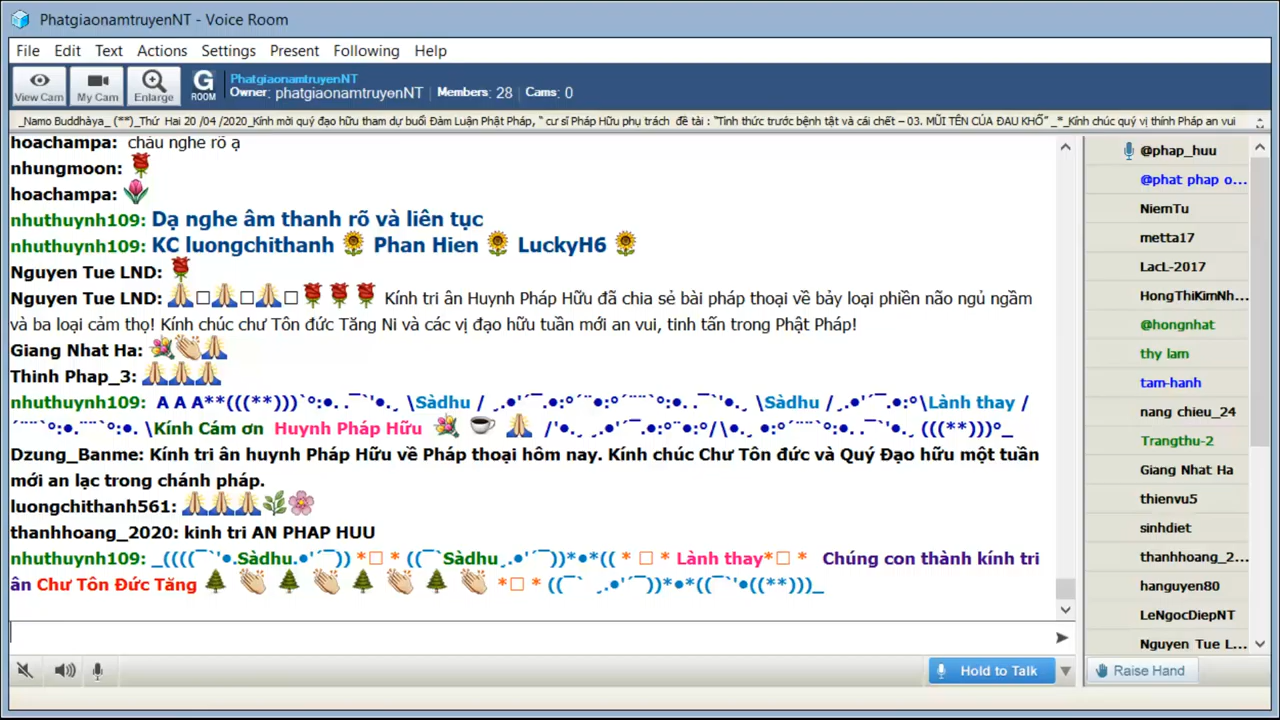 PhatgiaonamtruyenNT - Voice Room
File Edit Text Actions Settings Present Following Help
View Cam My Cam Enlarge G ROOM
PhatgiaonamtruyenNT
Owner: phatgiaonamtruyenNT | Members: 28 | Cams: 0
_Namo Buddhàya_ (**)_Thứ Hai 20 /04 /2020_Kính mời quý đạo hữu tham dự buổi Đàm Luận Phật Pháp, " cư sĩ Pháp Hữu phụ trách đề tài : "Tỉnh thức trước bệnh tật và cái chết – 03. MŨI TÊN CỦA ĐAU KHỔ" _*_Kính chúc quý vị thính Pháp an vui
hoachampa: cháu nghe rõ ạ
nhungmoon: 🌹
hoachampa: 🌷
nhuthuynh109: Dạ nghe âm thanh rõ và liên tục
nhuthuynh109: KC luongchithanh 🌻 Phan Hien 🌻 LuckyH6 🌻
Nguyen Tue LND: 🌹
Nguyen Tue LND: 🙏□🙏□🙏□🌹🌹🌹 Kính tri ân Huynh Pháp Hữu đã chia sẻ bài pháp thoại về bảy loại phiền não ngủ ngầm
và ba loại cảm thọ! Kính chúc chư Tôn đức Tăng Ni và các vị đạo hữu tuần mới an vui, tinh tấn trong Phật Pháp!
Giang Nhat Ha: 💐👏🙏
Thinh Phap_3: 🙏🙏🙏
nhuthuynh109: A A A**(((**)))`°:•. .¯`'•.¸ \Sàdhu / ¸.•'´¯.•:°´¨•:°´¨¨`°:•. .¯`'•.¸ \Sàdhu /¸.•'´¯.•:°\Lành thay /
´¨¨`°:•.¨¨`°:•. \Kính Cám ơn Huynh Pháp Hữu 💐 ☕ 🙏 /'•.¸ ¸.•'´¯.•:°¨•:°/\•.¸ •:°´¨¨`°:•. .¯`'•.¸ (((**)))°_
Dzung_Banme: Kính tri ân huynh Pháp Hữu về Pháp thoại hôm nay. Kính chúc Chư Tôn đức và Quý Đạo hữu một tuần
mới an lạc trong chánh pháp.
luongchithanh561: 🙏🙏🙏🌿🌸
thanhhoang_2020: kinh tri AN PHAP HUU
nhuthuynh109: _((((¯`'•.Sàdhu.•'´¯)) *□ * ((¯`Sàdhu¸.•'´¯))*•*(( * □ * Lành thay*□ * Chúng con thành kính tri
ân Chư Tôn Đức Tăng 🌲 👏 🌲 👏 🌲 👏 🌲 👏 *□ * ((¯` ¸.•'´¯))*•*((¯`'•((**)))_
@phap_huu
@phat phap o...
NiemTu
metta17
LacL-2017
HongThiKimNh...
@hongnhat
thy lam
tam-hanh
nang chieu_24
Trangthu-2
Giang Nhat Ha
thienvu5
sinhdiet
thanhhoang_2...
hanguyen80
LeNgocDiepNT
Nguyen Tue L...
Hold to Talk
Raise Hand